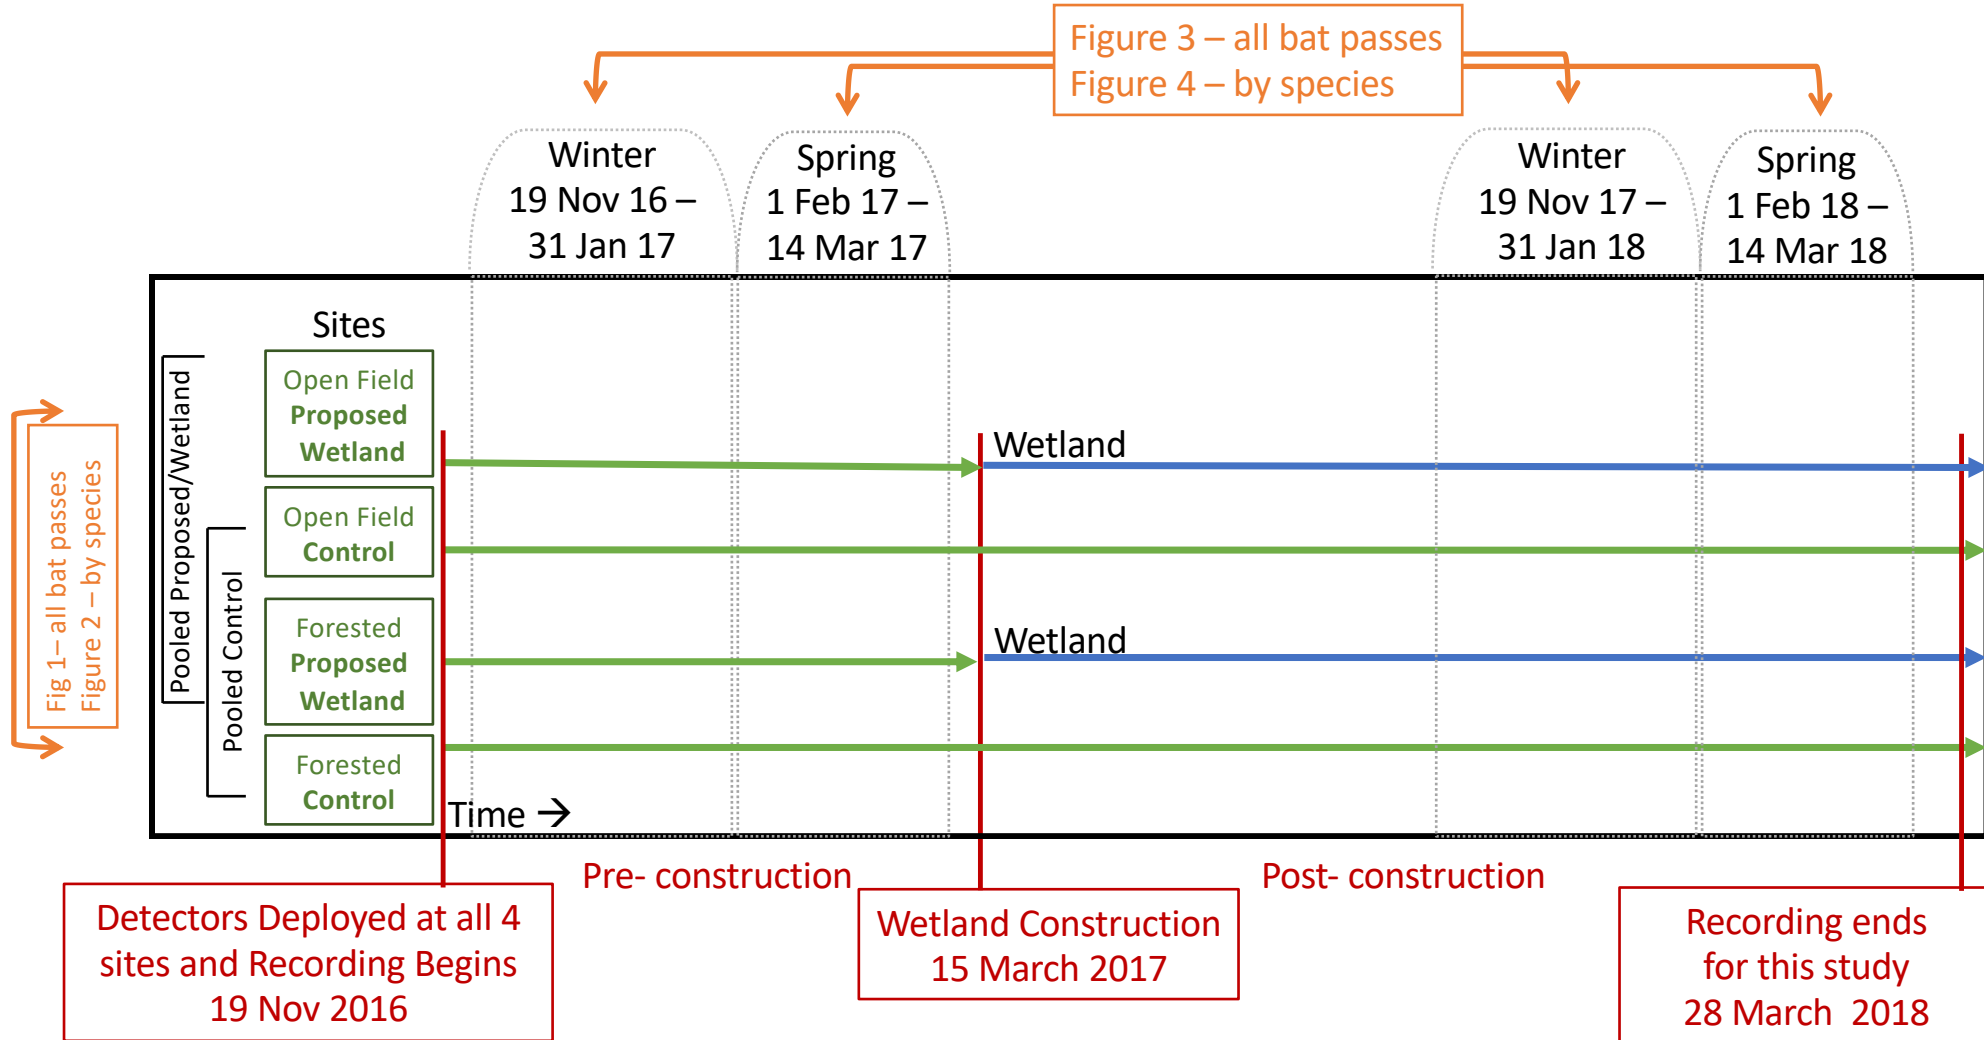 Figure 3 – all bat passes
Figure 4 – by species
Winter
19 Nov 16 –
31 Jan 17
Spring
1 Feb 17 –
14 Mar 17
Winter
19 Nov 17 –
31 Jan 18
Spring
1 Feb 18 –
14 Mar 18
Fig 1– all bat passes
Figure 2 – by species
Pooled Proposed/Wetland
Pooled Control
Sites
Open Field
Proposed
Wetland
Open Field
Control
Forested
Proposed
Wetland
Forested
Control
Wetland
Wetland
Time →
Pre- construction
Post- construction
Detectors Deployed at all 4
sites and Recording Begins
19 Nov 2016
Wetland Construction
15 March 2017
Recording ends
for this study
28 March  2018